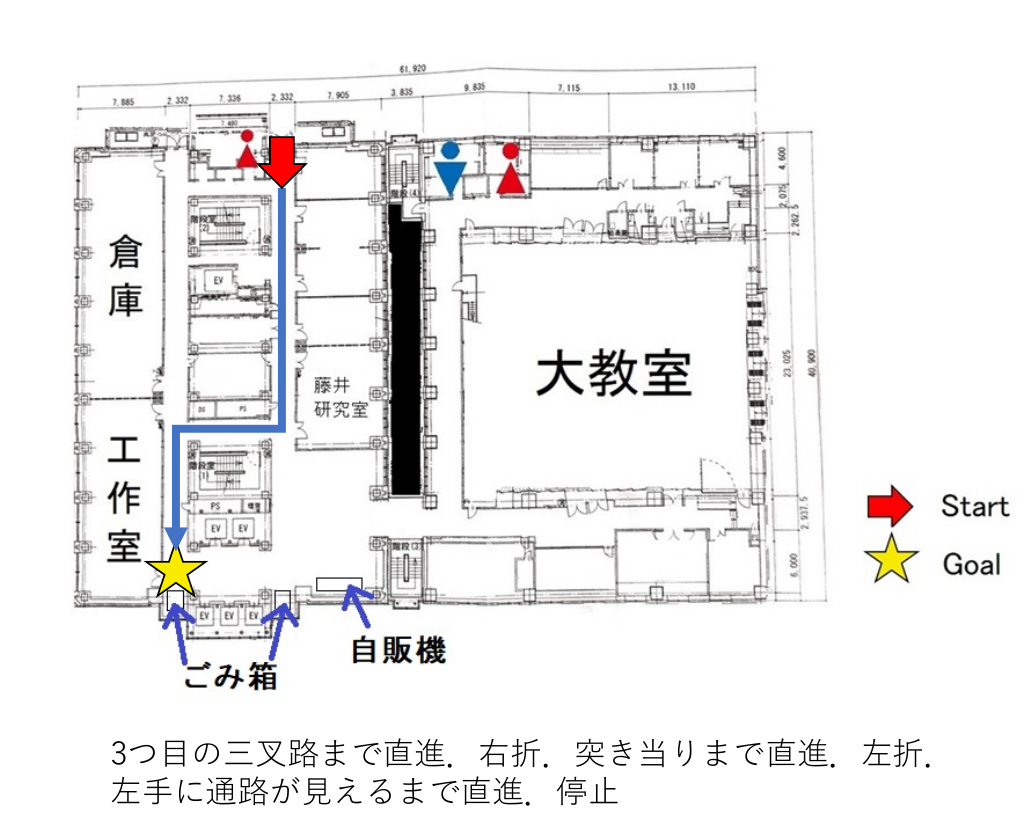 61,920
7,885 2,332 7,336 2,332 7,905 3,835 9,835 7,115 13,110
7,480
4,600
階段(4)
2,075
階段室
(2)
2,262.5
倉庫
EV
大教室
23,025
40,900
藤井
研究室
DS PS
工作室
階段室
(1)
PS
EV EV
2,937.5
Start
階段(3)
6,000
Goal
EV EV EV
自販機
ごみ箱
3つ目の三叉路まで直進．右折．突き当りまで直進．左折．
左手に通路が見えるまで直進．停止